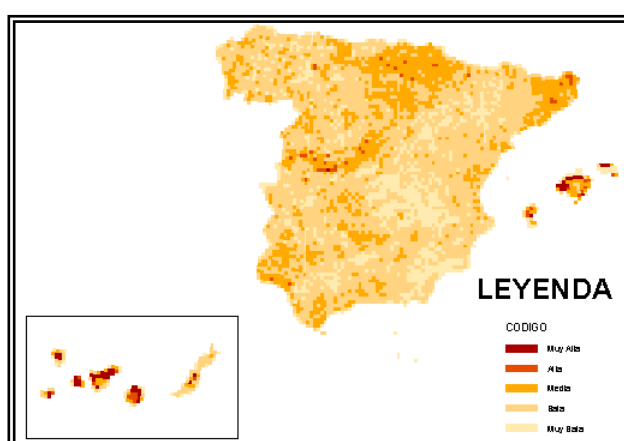 LEYENDA
CODIGO
Muy Alta
Alta
Media
Baja
Muy Baja